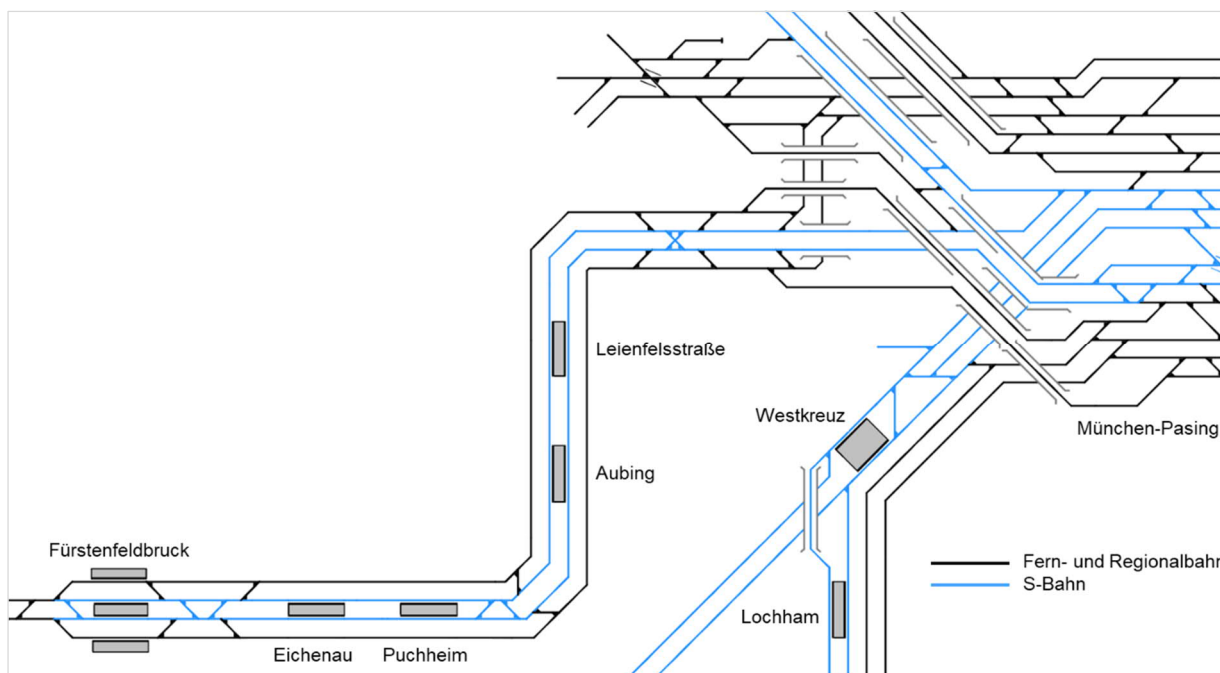 Leienfelsstraße
Westkreuz
München-Pasing
Aubing
Fürstenfeldbruck
Fern- und Regionalbahn
S-Bahn
Lochham
Eichenau
Puchheim